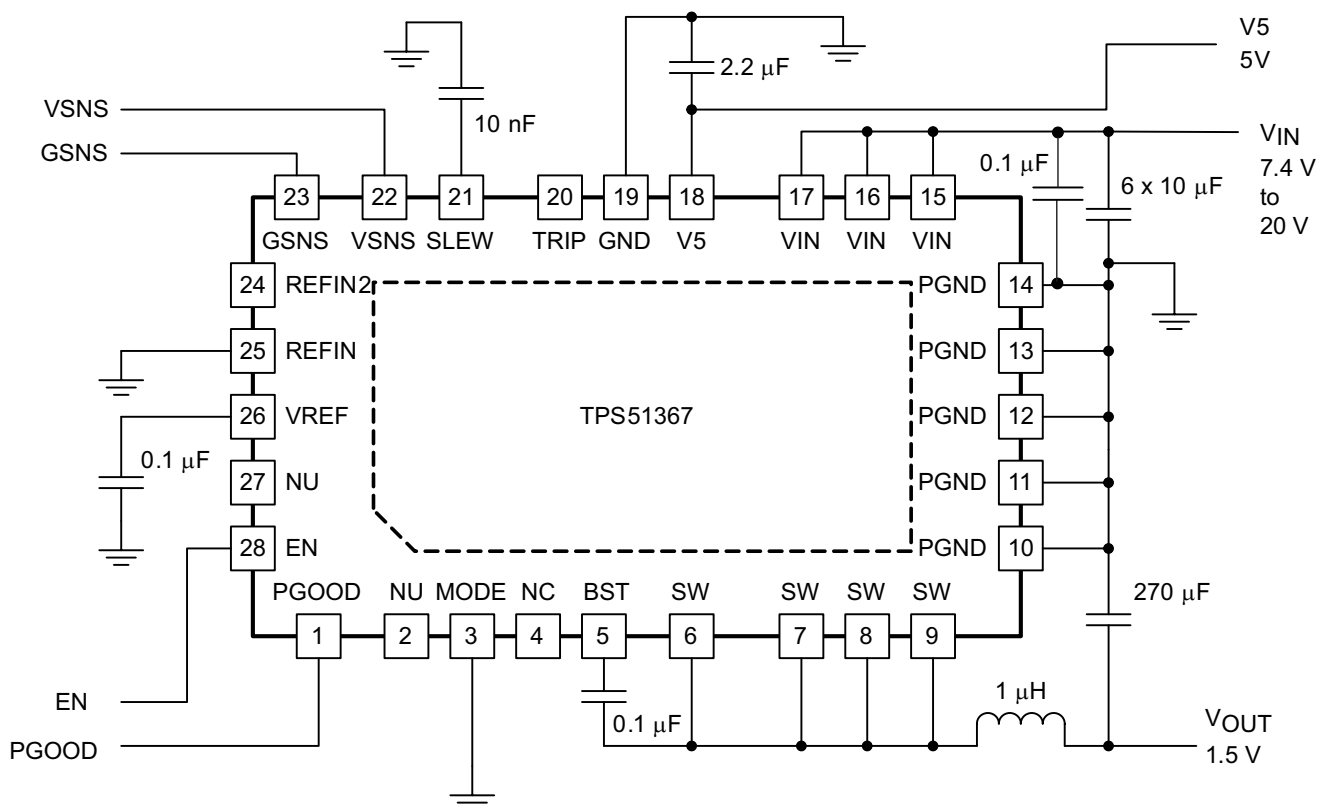 V5
5V
2.2 μF
VSNS
10 nF
GSNS
VIN
7.4 V
to
20 V
0.1 μF
6 x 10 μF
23 22 21 20 19 18 17 16 15
GSNS VSNS SLEW TRIP GND V5 VIN VIN VIN
24 REFIN2
PGND 14
25 REFIN
PGND 13
26 VREF
TPS51367
PGND 12
0.1 μF
27 NU
PGND 11
28 EN
PGND 10
PGOOD NU MODE NC BST SW SW SW SW
270 μF
1 2 3 4 5 6 7 8 9
EN
0.1 μF
1 μH
PGOOD
VOUT
1.5 V